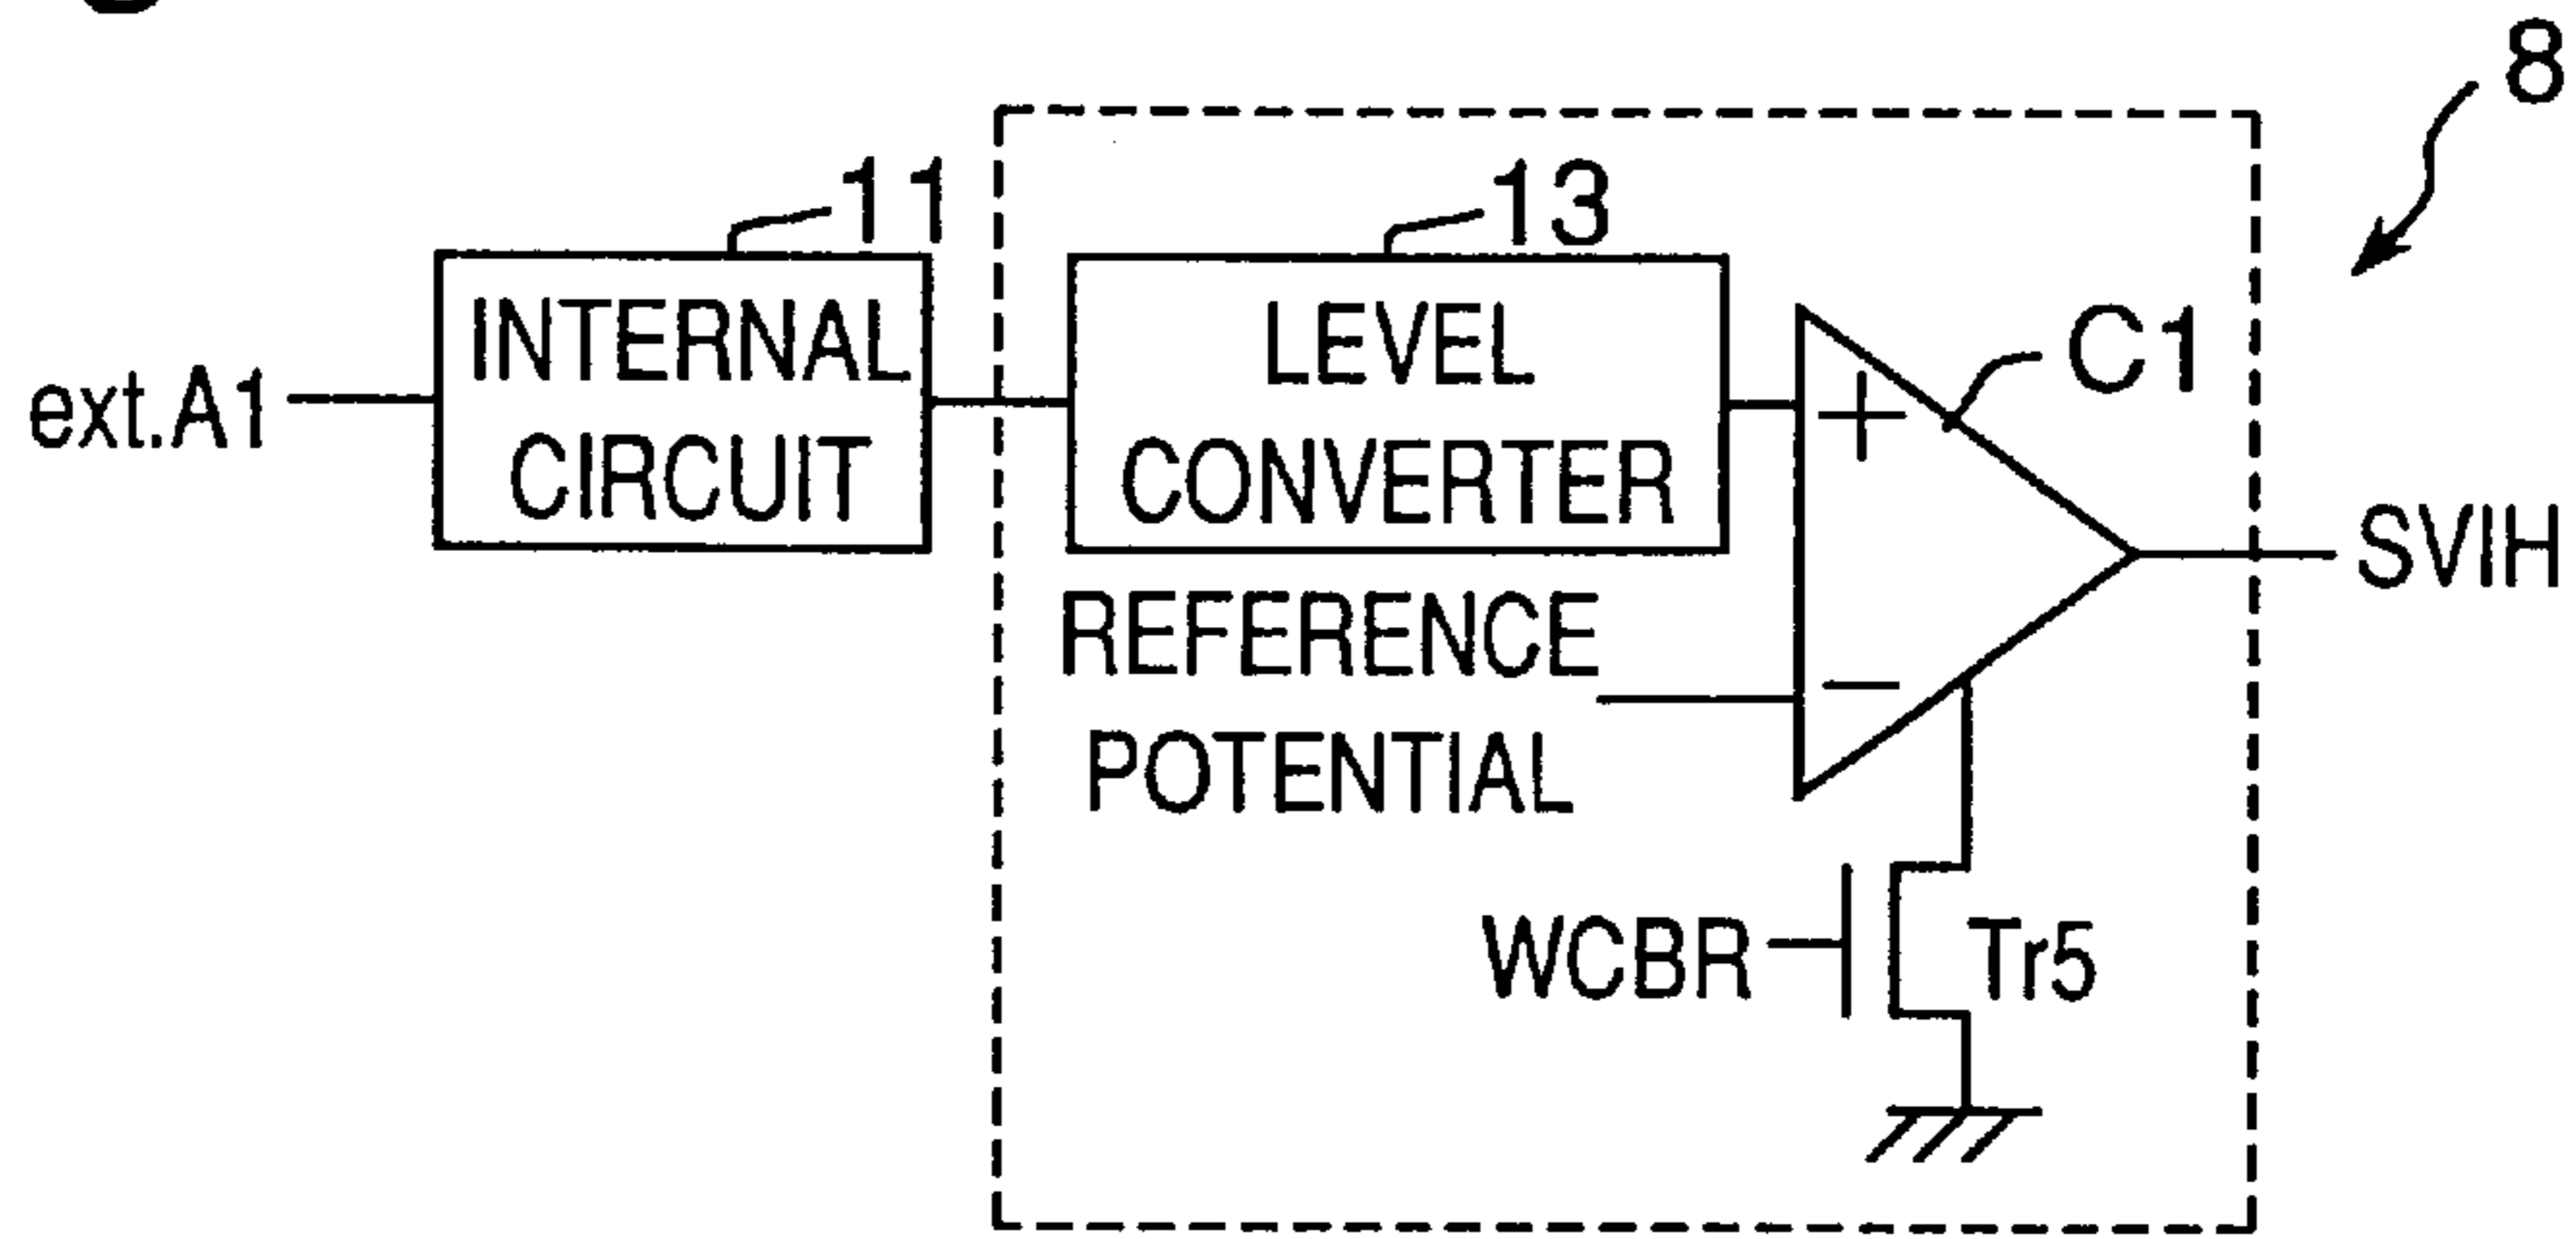 8
11
13
INTERNAL
CIRCUIT
LEVEL
CONVERTER
C1
ext.A1
+
SVIH
REFERENCE
POTENTIAL
−
WCBR
Tr5